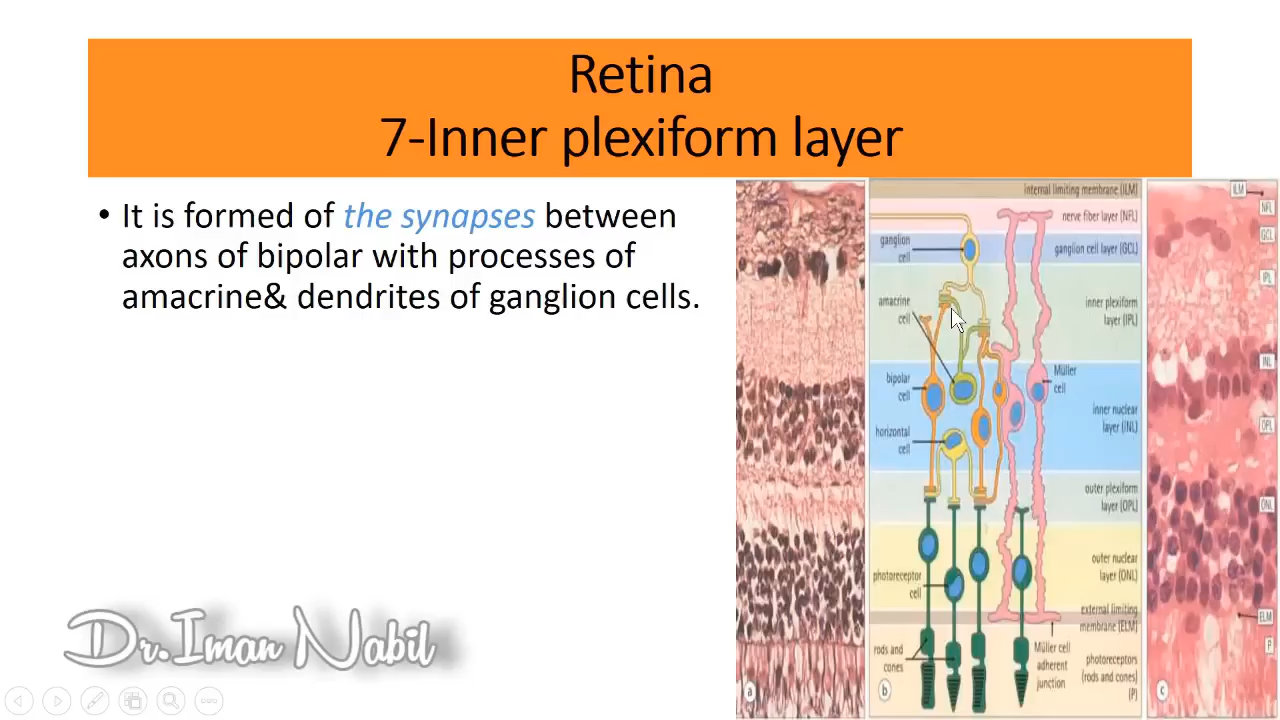 Retina
7-Inner plexiform layer
• It is formed of the synapses between
axons of bipolar with processes of
amacrine& dendrites of ganglion cells.
internal limiting membrane (ILM)
nerve fiber layer (NFL)
ganglion
cell
ganglion cell layer (GCL)
amacrine
cell
inner plexiform
layer (IPL)
bipolar
cell
Müller
cell
inner nuclear
layer (INL)
horizontal
cell
outer plexiform
layer (OPL)
outer nuclear
layer (ONL)
photoreceptor
cell
external limiting
membrane (ELM)
rods and
cones
Müller cell
adherent
junction
photoreceptors
(rods and cones)
(P)
a
b
c
ILM
NFL
GCL
IPL
INL
OPL
ONL
ELM
P
Dr.Iman Nabil